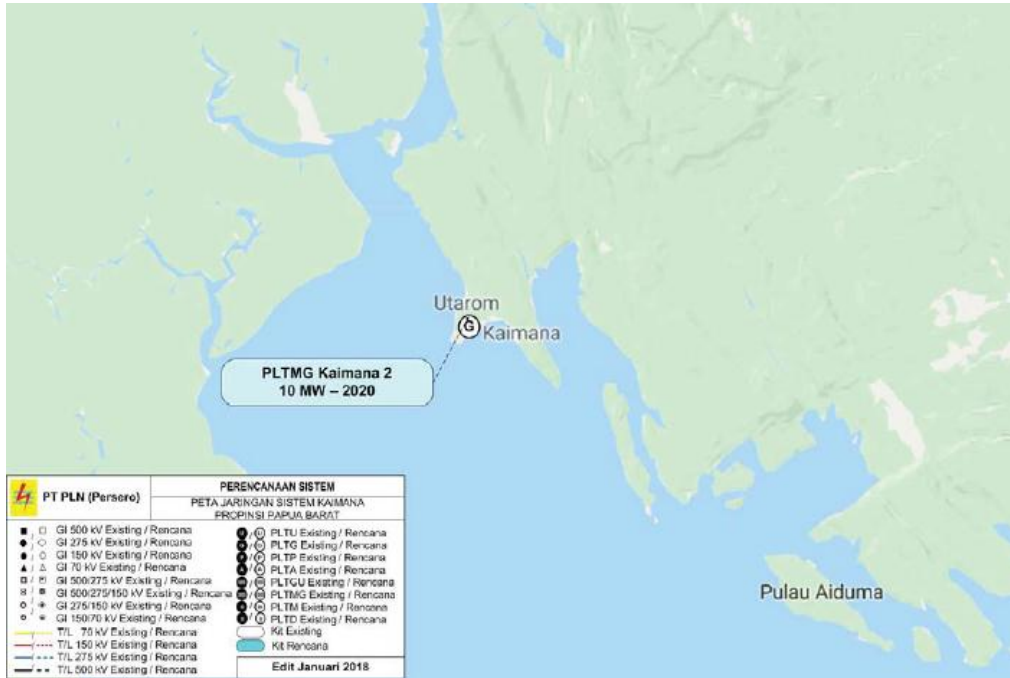 Utarom
G
Kaimana
PLTMG Kaimana 2
10 MW – 2020
Pulau Aiduma
PT PLN (Persero)
PERENCANAAN SISTEM
PETA JARINGAN SISTEM KAIMANA
PROPINSI PAPUA BARAT
GI 500 kV Existing / Rencana
GI 275 kV Existing / Rencana
GI 150 kV Existing / Rencana
GI 70 kV Existing / Rencana
GI 500/275 kV Existing / Rencana
GI 500/275/150 kV Existing / Rencana
GI 275/150 kV Existing / Rencana
GI 150/70 kV Existing / Rencana
T/L 70 kV Existing / Rencana
T/L 150 kV Existing / Rencana
T/L 275 kV Existing / Rencana
T/L 500 kV Existing / Rencana
PLTU Existing / Rencana
PLTG Existing / Rencana
PLTP Existing / Rencana
PLTA Existing / Rencana
PLTGU Existing / Rencana
PLTMG Existing / Rencana
PLTM Existing / Rencana
PLTD Existing / Rencana
Kit Existing
Kit Rencana
Edit Januari 2018